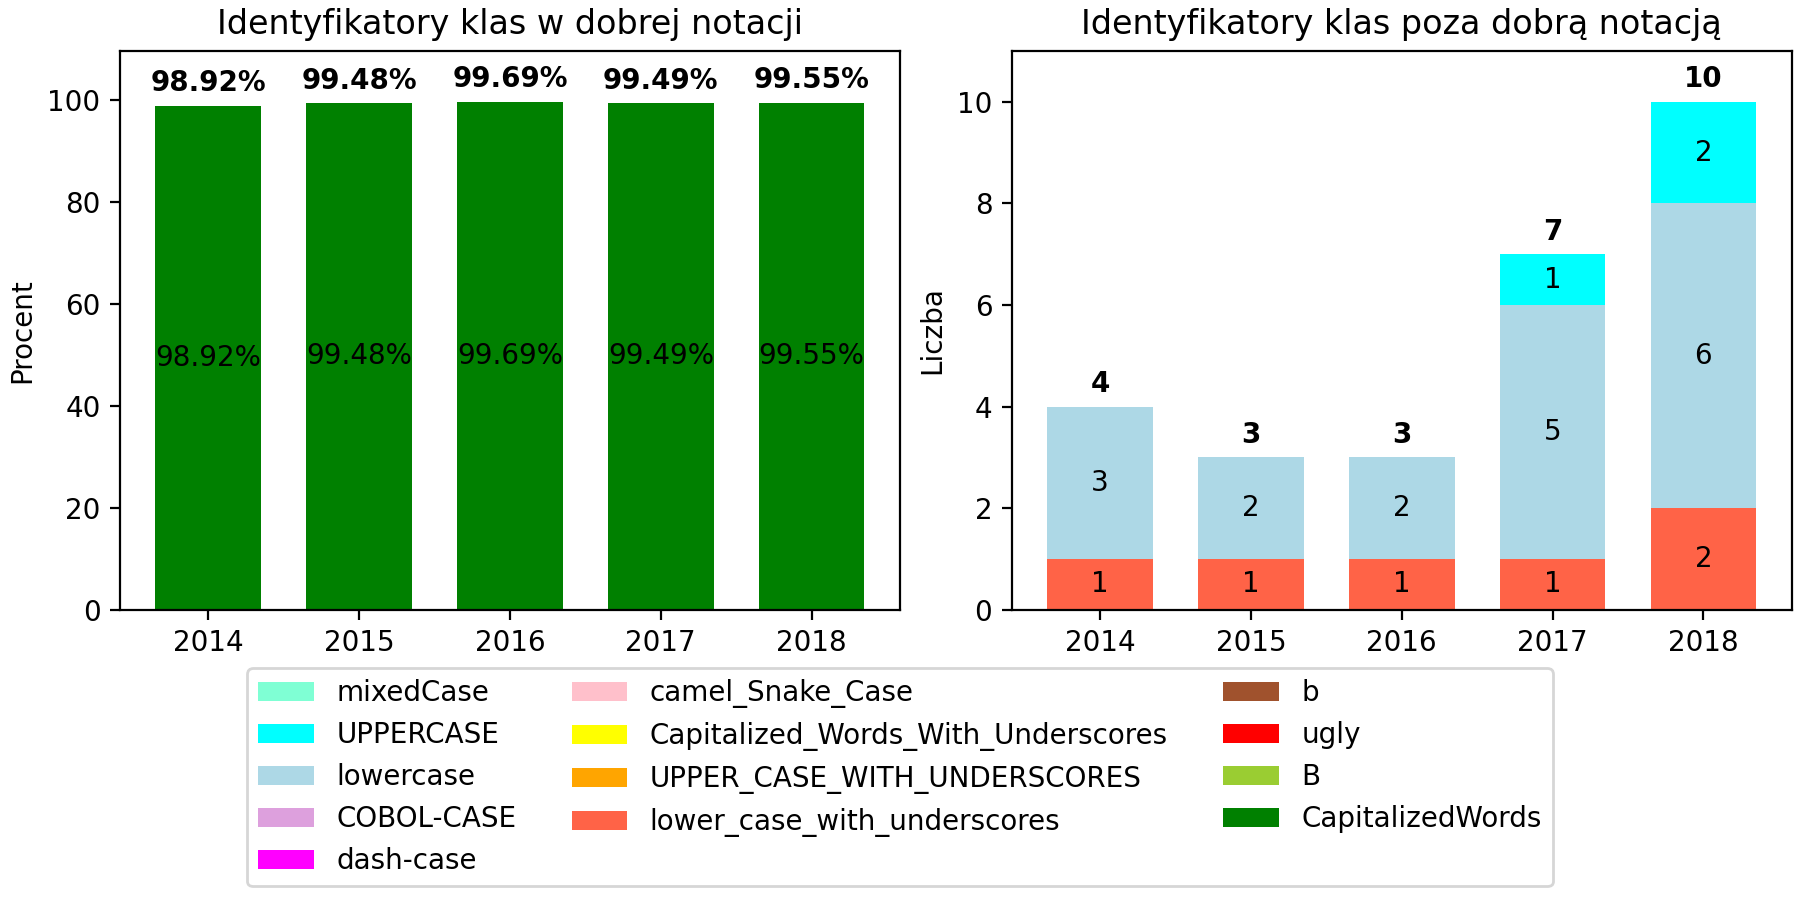 Identyfikatory klas w dobrej notacji
98.92% 99.48% 99.69% 99.49% 99.55%
100
80
60
40
20
0
Procent
98.92% 99.48% 99.69% 99.49% 99.55%
2014 2015 2016 2017 2018
Identyfikatory klas poza dobrą notacją
10
8
6
4
2
0
Liczba
4 3 3 7 10
1 2
3 2 2 5 6
1 1 1 1 2
2014 2015 2016 2017 2018
mixedCase
UPPERCASE
lowercase
COBOL-CASE
dash-case
camel_Snake_Case
Capitalized_Words_With_Underscores
UPPER_CASE_WITH_UNDERSCORES
lower_case_with_underscores
b
ugly
B
CapitalizedWords